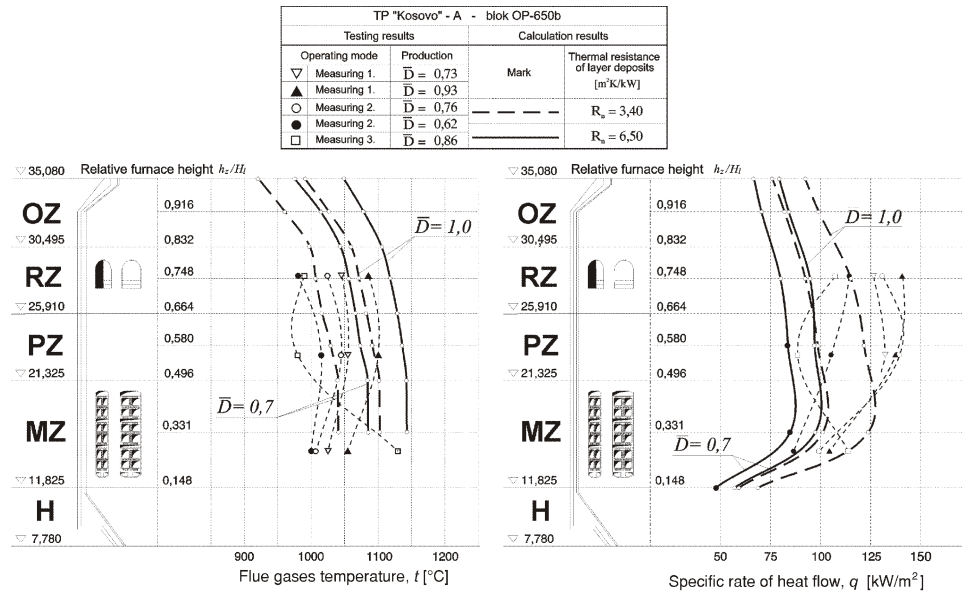 TP "Kosovo" - A - blok OP-650b
Testing results
Calculation results
Operating mode
Production
Mark
Thermal resistance of layer deposits [m²K/kW]
▽ Measuring 1. D̅ = 0,73
▲ Measuring 1. D̅ = 0,93
○ Measuring 2. D̅ = 0,76
● Measuring 2. D̅ = 0,62
□ Measuring 3. D̅ = 0,86
Rₙ = 3,40
Rₙ = 6,50
▽ 35,080 Relative furnace height h_z/H_l
OZ
0,916
▽ 30,495
0,832
D̅ = 1,0
RZ
0,748
▽ 25,910
0,664
PZ
0,580
▽ 21,325
0,496
D̅ = 0,7
MZ
0,331
▽ 11,825
0,148
H
▽ 7,780
900 1000 1100 1200
Flue gases temperature, t [°C]
▽ 35,080 Relative furnace height h_z/H_l
OZ
0,916
▽ 30,495
0,832
D̅ = 1,0
RZ
0,748
▽ 25,910
0,664
PZ
0,580
▽ 21,325
0,496
MZ
0,331
D̅ = 0,7
▽ 11,825
0,148
H
▽ 7,780
50 75 100 125 150
Specific rate of heat flow, q [kW/m²]